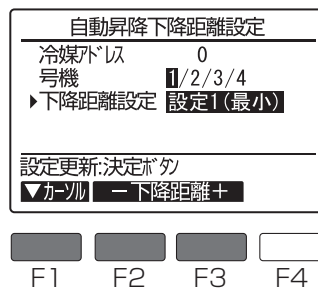 自動昇降下降距離設定
冷媒ｱﾄﾞﾚｽ 0
号機 1/2/3/4
▶下降距離設定 設定1(最小)
設定更新:決定ﾎﾞﾀﾝ
▼ｶｰｿﾙ －下降距離＋
F1 F2 F3 F4